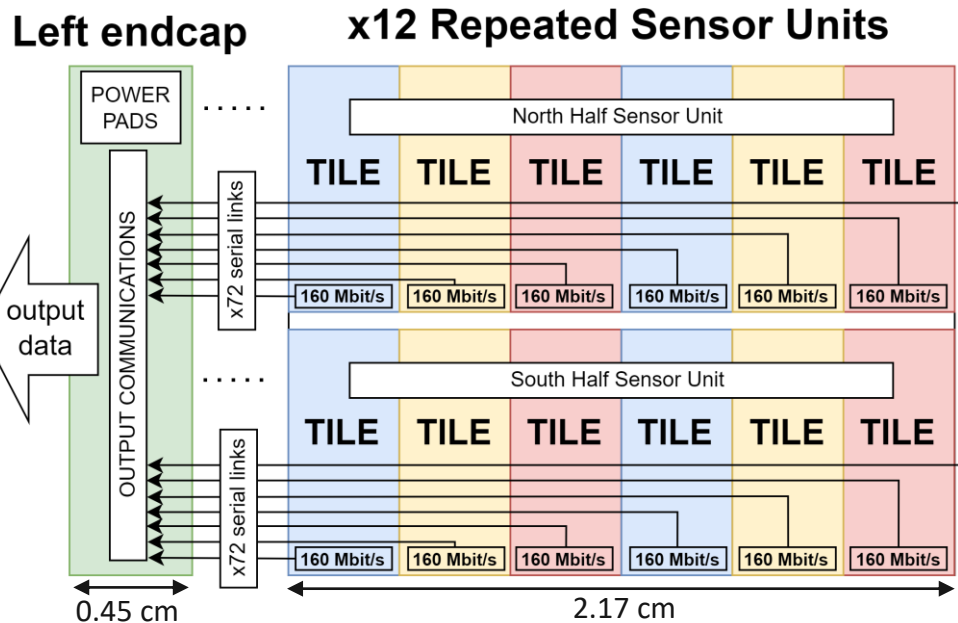 Left endcap
x12 Repeated Sensor Units
POWER
PADS
. . . . .
North Half Sensor Unit
TILE TILE TILE TILE TILE TILE
x72 serial links
160 Mbit/s 160 Mbit/s 160 Mbit/s 160 Mbit/s 160 Mbit/s 160 Mbit/s
OUTPUT COMMUNICATIONS
output
data
. . . . .
South Half Sensor Unit
TILE TILE TILE TILE TILE TILE
x72 serial links
160 Mbit/s 160 Mbit/s 160 Mbit/s 160 Mbit/s 160 Mbit/s 160 Mbit/s
0.45 cm
2.17 cm